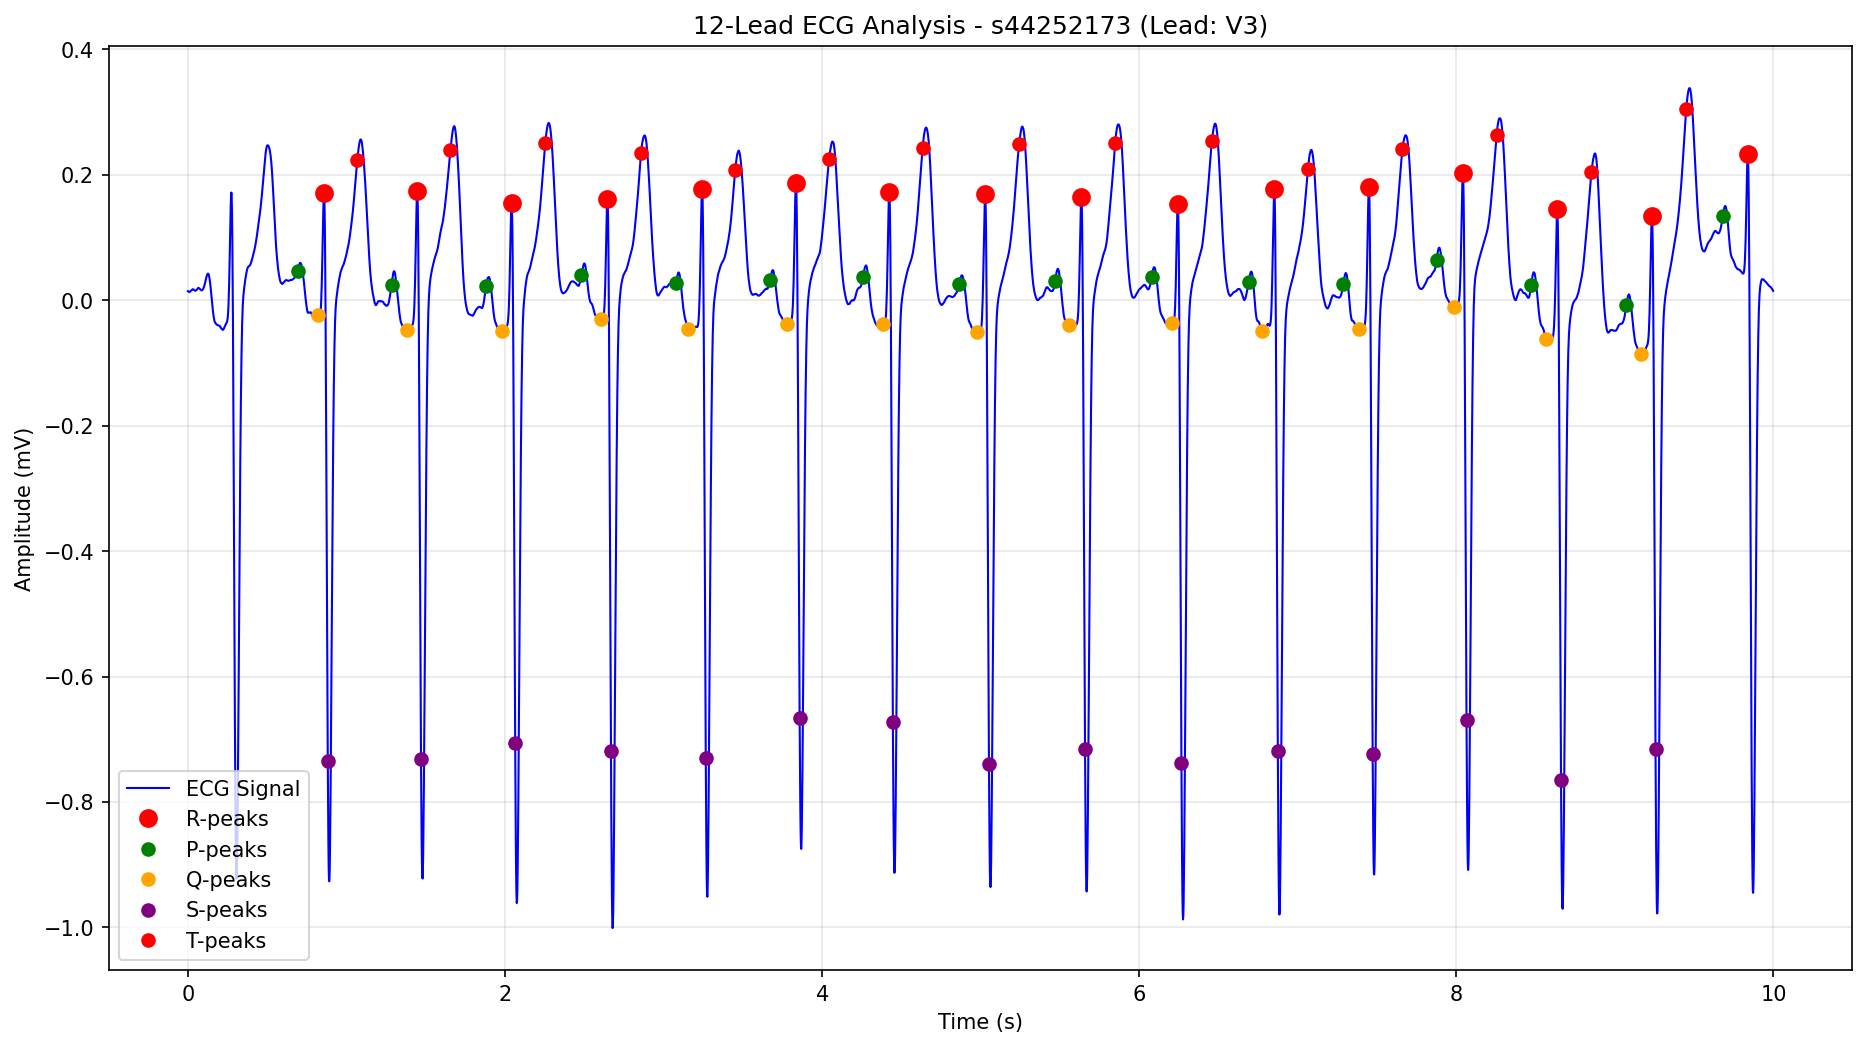 12-Lead ECG Analysis - s44252173 (Lead: V3)
Amplitude (mV)
0.4
0.2
0.0
−0.2
−0.4
−0.6
−0.8
−1.0
ECG Signal
R-peaks
P-peaks
Q-peaks
S-peaks
T-peaks
0 2 4 6 8 10
Time (s)